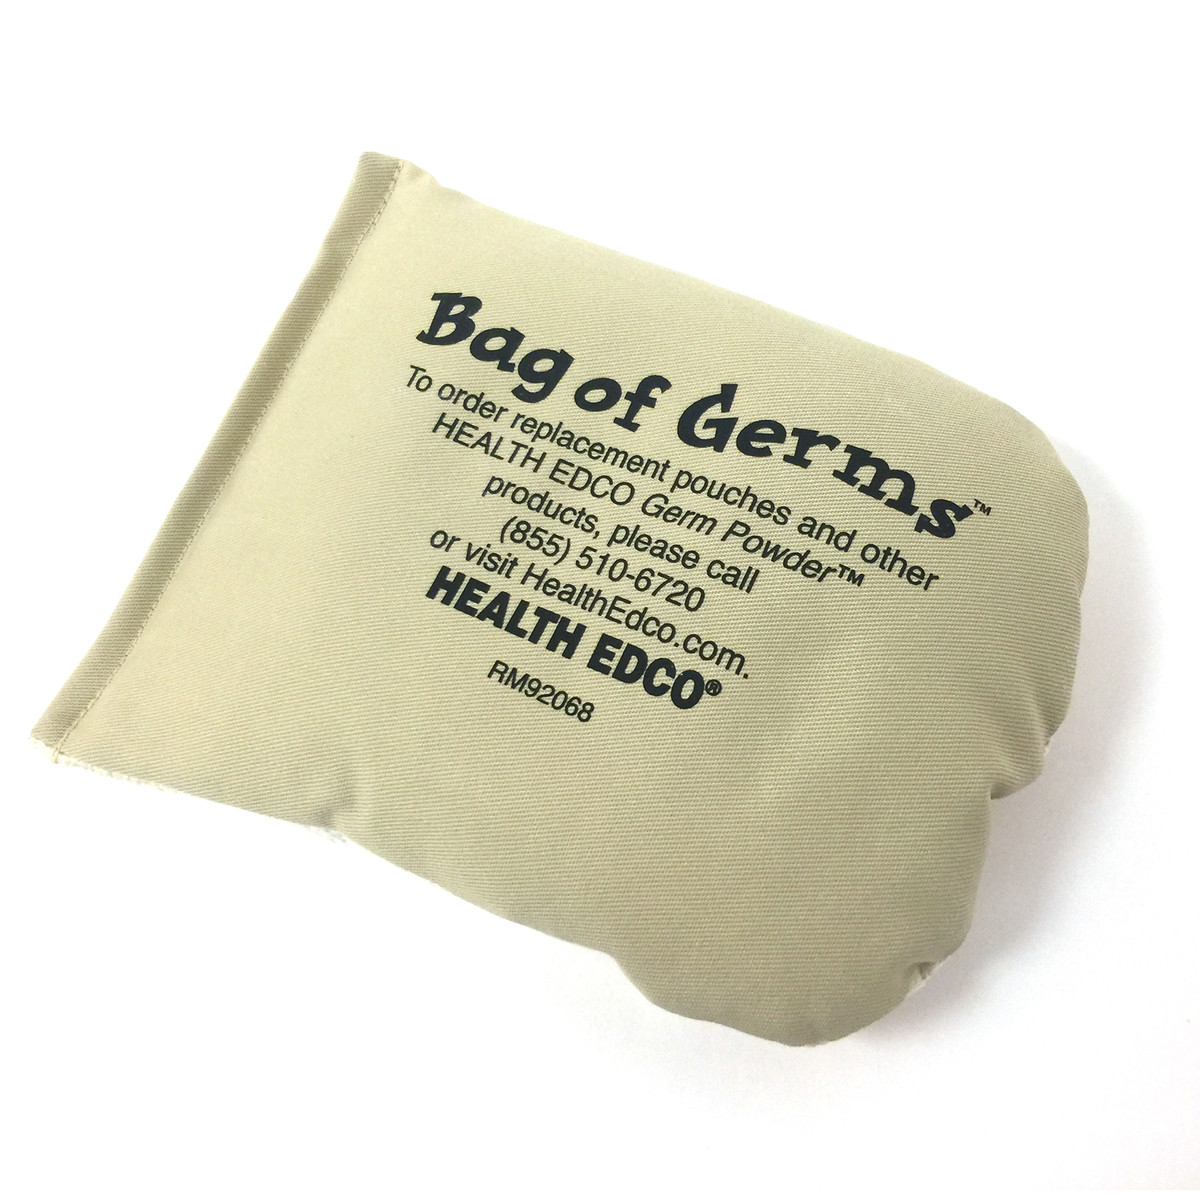 Bag of Germs™
To order replacement pouches and other
HEALTH EDCO Germ Powder™
products, please call
(855) 510-6720
or visit HealthEdco.com.
HEALTH EDCO®
RM92068